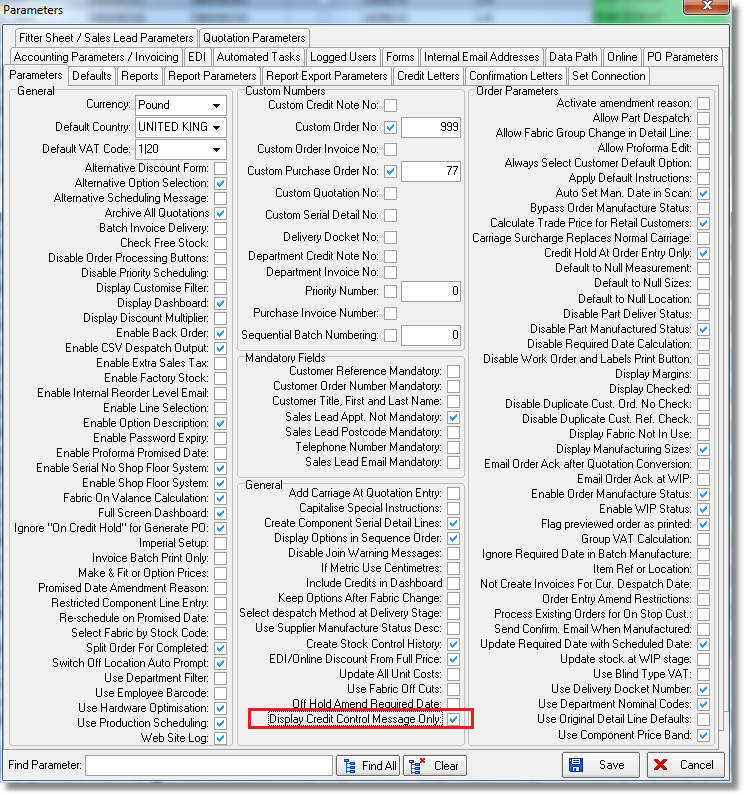 Parameters
Fitter Sheet / Sales Lead Parameters Quotation Parameters
Accounting Parameters / Invoicing EDI Automated Tasks Logged Users Forms Internal Email Addresses Data Path Online PO Parameters
Parameters Defaults Reports Report Parameters Report Export Parameters Credit Letters Confirmation Letters Set Connection
General
Currency: Pound
Default Country: UNITED KING
Default VAT Code: 1|20
Alternative Discount Form:
Alternative Option Selection:
Alternative Scheduling Message:
Archive All Quotations
Batch Invoice Delivery:
Check Free Stock:
Disable Order Processing Buttons:
Disable Priority Scheduling:
Display Customise Filter:
Display Dashboard:
Display Discount Multiplier:
Enable Back Order:
Enable CSV Despatch Output:
Enable Extra Sales Tax:
Enable Factory Stock:
Enable Internal Reorder Level Email:
Enable Line Selection:
Enable Option Description:
Enable Password Expiry:
Enable Proforma Promised Date:
Enable Serial No Shop Floor System:
Enable Shop Floor System:
Fabric On Valance Calculation:
Full Screen Dashboard:
Ignore "On Credit Hold" for Generate PO:
Imperial Setup:
Invoice Batch Print Only:
Make & Fit or Option Prices:
Promised Date Amendment Reason:
Restricted Component Line Entry:
Re-schedule on Promised Date:
Select Fabric by Stock Code:
Split Order For Completed:
Switch Off Location Auto Prompt:
Use Department Filter:
Use Employee Barcode:
Use Hardware Optimisation:
Use Production Scheduling:
Web Site Log:
Custom Numbers
Custom Credit Note No:
Custom Order No: 999
Custom Order Invoice No:
Custom Purchase Order No: 77
Custom Quotation No:
Custom Serial Detail No:
Delivery Docket No:
Department Credit Note No:
Department Invoice No:
Priority Number: 0
Purchase Invoice Number:
Sequential Batch Numbering: 0
Mandatory Fields
Customer Reference Mandatory:
Customer Order Number Mandatory:
Customer Title, First and Last Name:
Sales Lead Appt. Not Mandatory:
Sales Lead Postcode Mandatory:
Telephone Number Mandatory:
Sales Lead Email Mandatory:
General
Add Carriage At Quotation Entry:
Capitalise Special Instructions:
Create Component Serial Detail Lines:
Display Options in Sequence Order:
Disable Join Warning Messages:
If Metric Use Centimetres:
Include Credits in Dashboard
Keep Options After Fabric Change:
Select despatch Method at Delivery Stage:
Use Supplier Manufacture Status Desc:
Create Stock Control History:
EDI/Online Discount From Full Price:
Update All Unit Costs:
Use Fabric Off Cuts:
Off Hold Amend Required Date:
Display Credit Control Message Only:
Order Parameters
Activate amendment reason:
Allow Part Despatch:
Allow Fabric Group Change in Detail Line:
Allow Proforma Edit:
Always Select Customer Default Option:
Apply Default Instructions:
Auto Set Man. Date in Scan:
Bypass Order Manufacture Status:
Calculate Trade Price for Retail Customers:
Carriage Surcharge Replaces Normal Carriage:
Credit Hold At Order Entry Only:
Default to Null Measurement:
Default to Null Sizes:
Default to Null Location:
Disable Part Deliver Status:
Disable Part Manufactured Status:
Disable Required Date Calculation:
Disable Work Order and Labels Print Button:
Display Margins:
Display Checked:
Disable Duplicate Cust. Ord. No Check:
Disable Duplicate Cust. Ref. Check:
Display Fabric Not In Use:
Display Manufacturing Sizes:
Email Order Ack after Quotation Conversion:
Email Order Ack at WIP:
Enable Order Manufacture Status:
Enable WIP Status:
Flag previewed order as printed:
Group VAT Calculation:
Ignore Required Date in Batch Manufacture:
Item Ref or Location:
Not Create Invoices For Cur. Despatch Date:
Order Entry Amend Restrictions:
Process Existing Orders for On Stop Cust.:
Send Confirm. Email When Manufactured:
Update Required Date with Scheduled Date:
Update stock at WIP stage:
Use Blind Type VAT:
Use Delivery Docket Number:
Use Department Nominal Codes:
Use Original Detail Line Defaults:
Use Component Price Band:
Find Parameter: Find All Clear Save Cancel